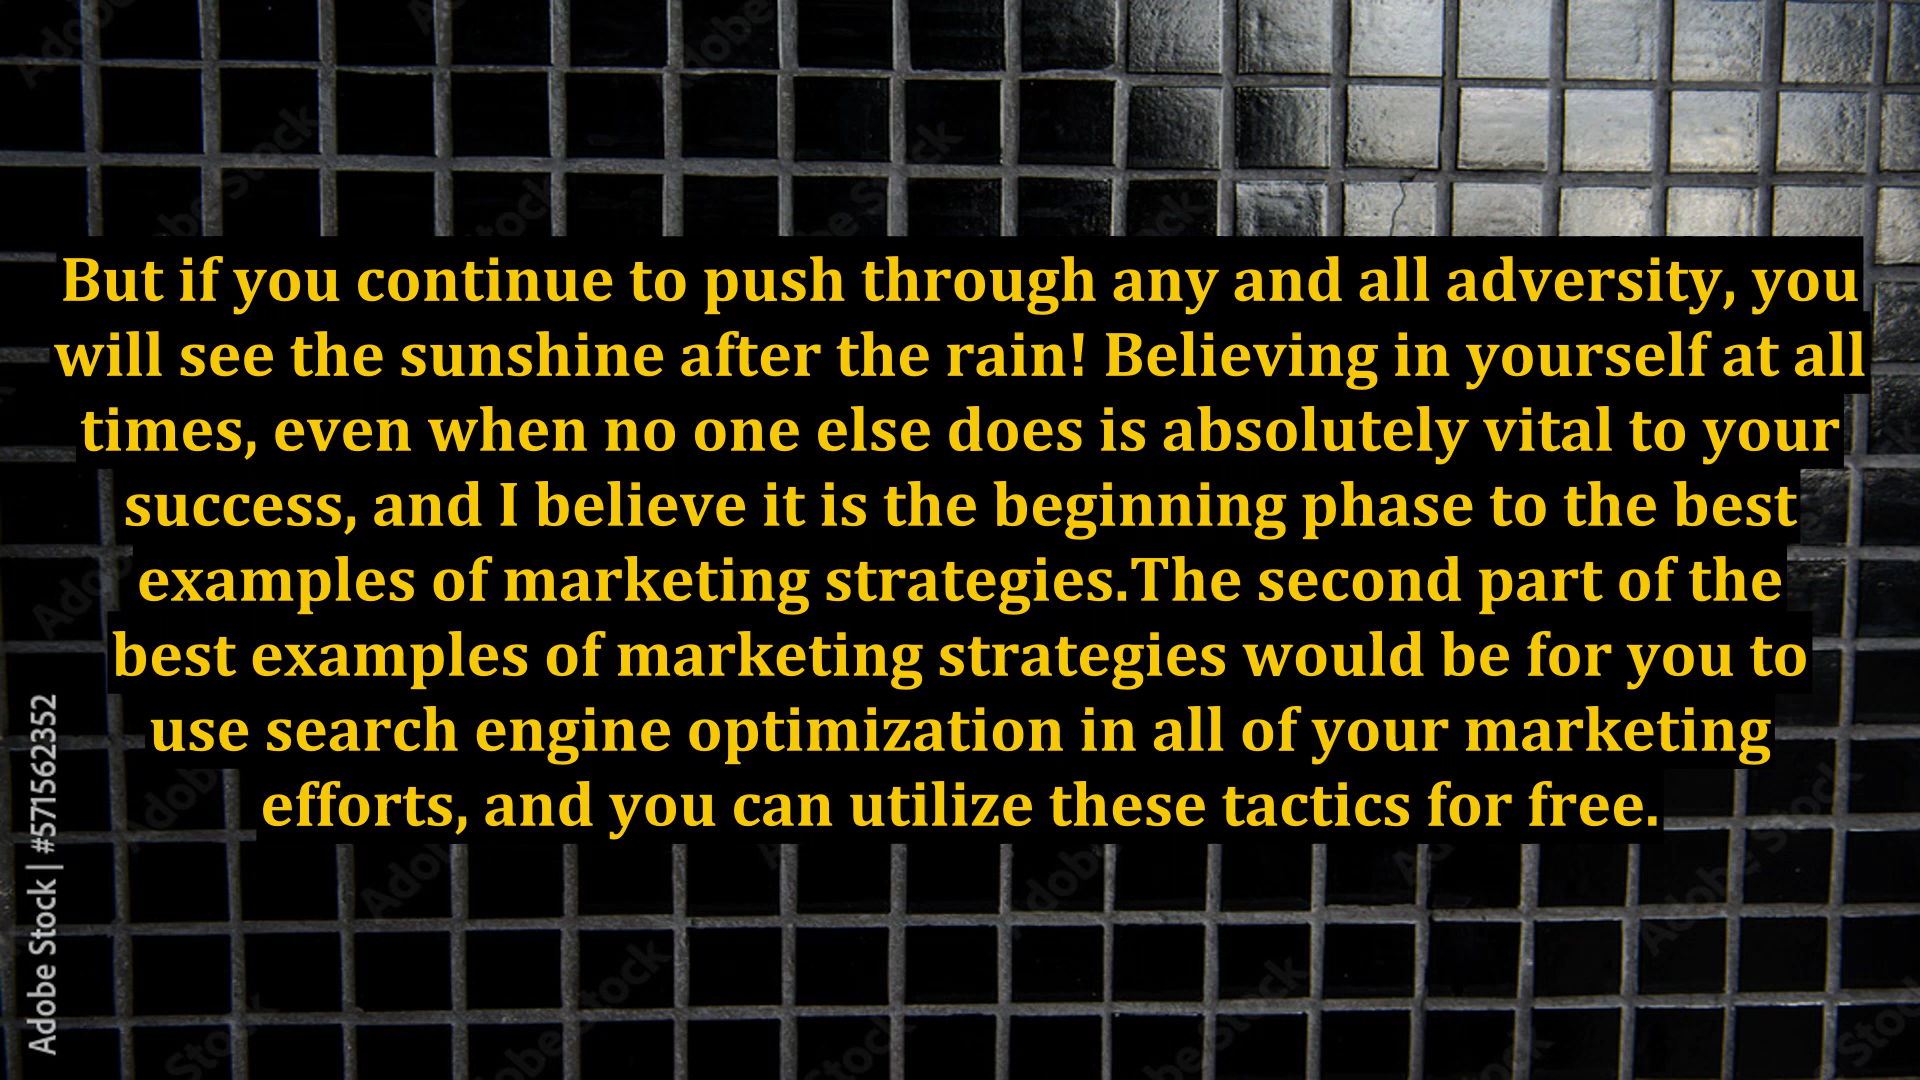 But if you continue to push through any and all adversity, you
will see the sunshine after the rain! Believing in yourself at all
times, even when no one else does is absolutely vital to your
success, and I believe it is the beginning phase to the best
examples of marketing strategies.The second part of the
best examples of marketing strategies would be for you to
use search engine optimization in all of your marketing
efforts, and you can utilize these tactics for free.
Adobe Stock | #571562352